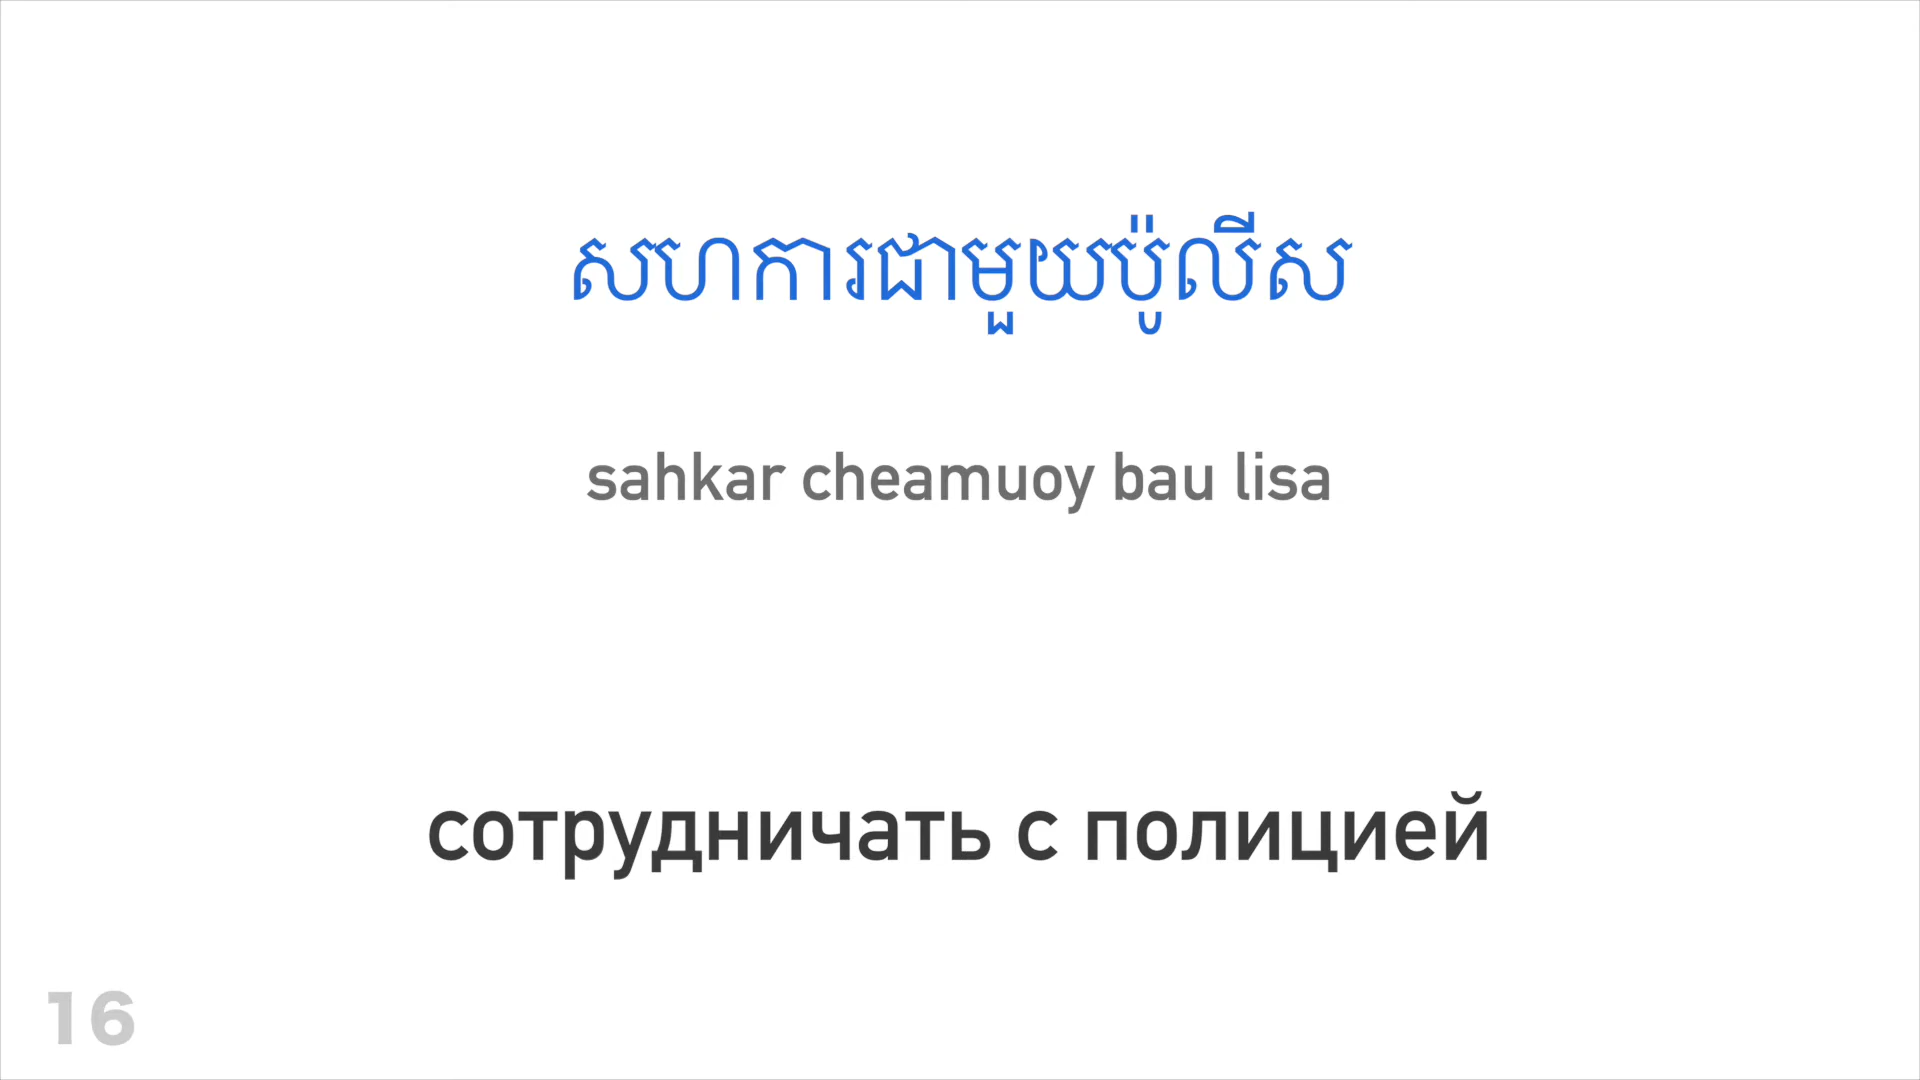 សហការជាមួយប៉ូលីស
sahkar cheamuoy bau lisa
сотрудничать с полицией
16